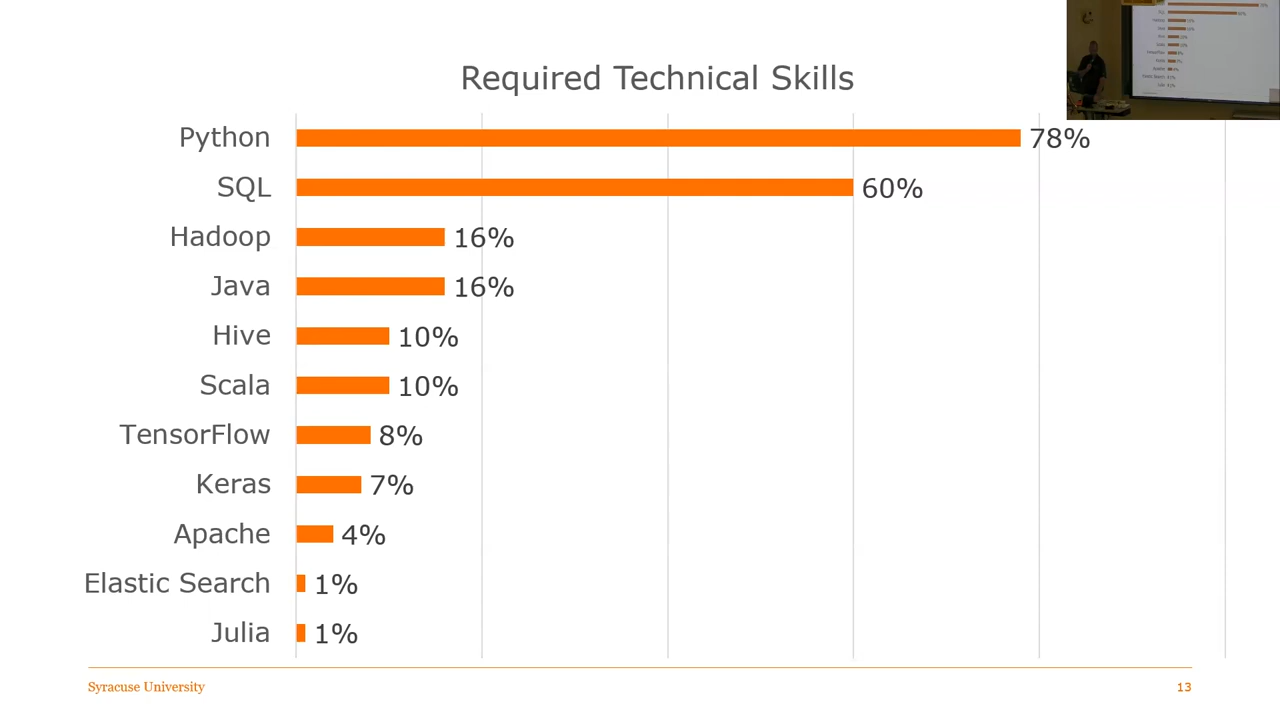 Required Technical Skills
Python 78%
SQL 60%
Hadoop 16%
Java 16%
Hive 10%
Scala 10%
TensorFlow 8%
Keras 7%
Apache 4%
Elastic Search 1%
Julia 1%
Syracuse University 13